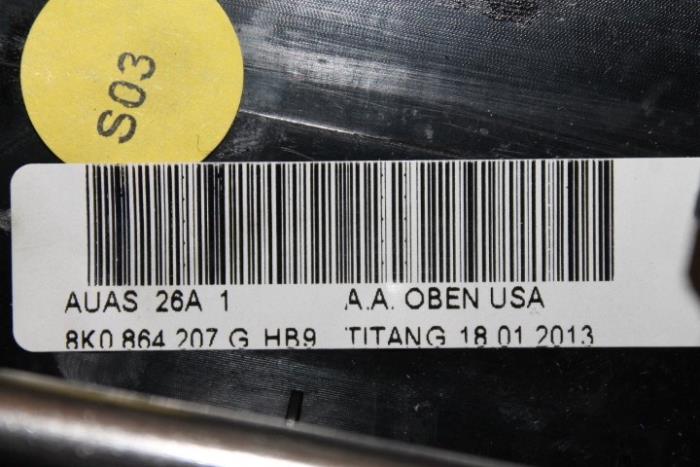 S03
AUAS 26A 1 A.A. OBEN USA
8K0 864 207 G HB9 TITANG 18.01.2013